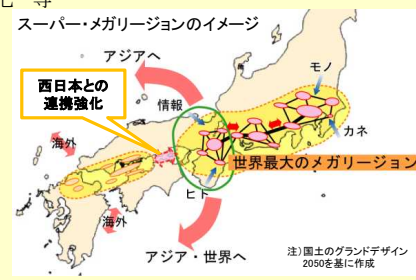 スーパー・メガリージョンのイメージ
アジアへ
モノ
西日本との
連携強化
情報
カネ
海外
世界最大のメガリージョン
ヒト
海外
アジア・世界へ
注）国土のグランドデザイン
2050を基に作成